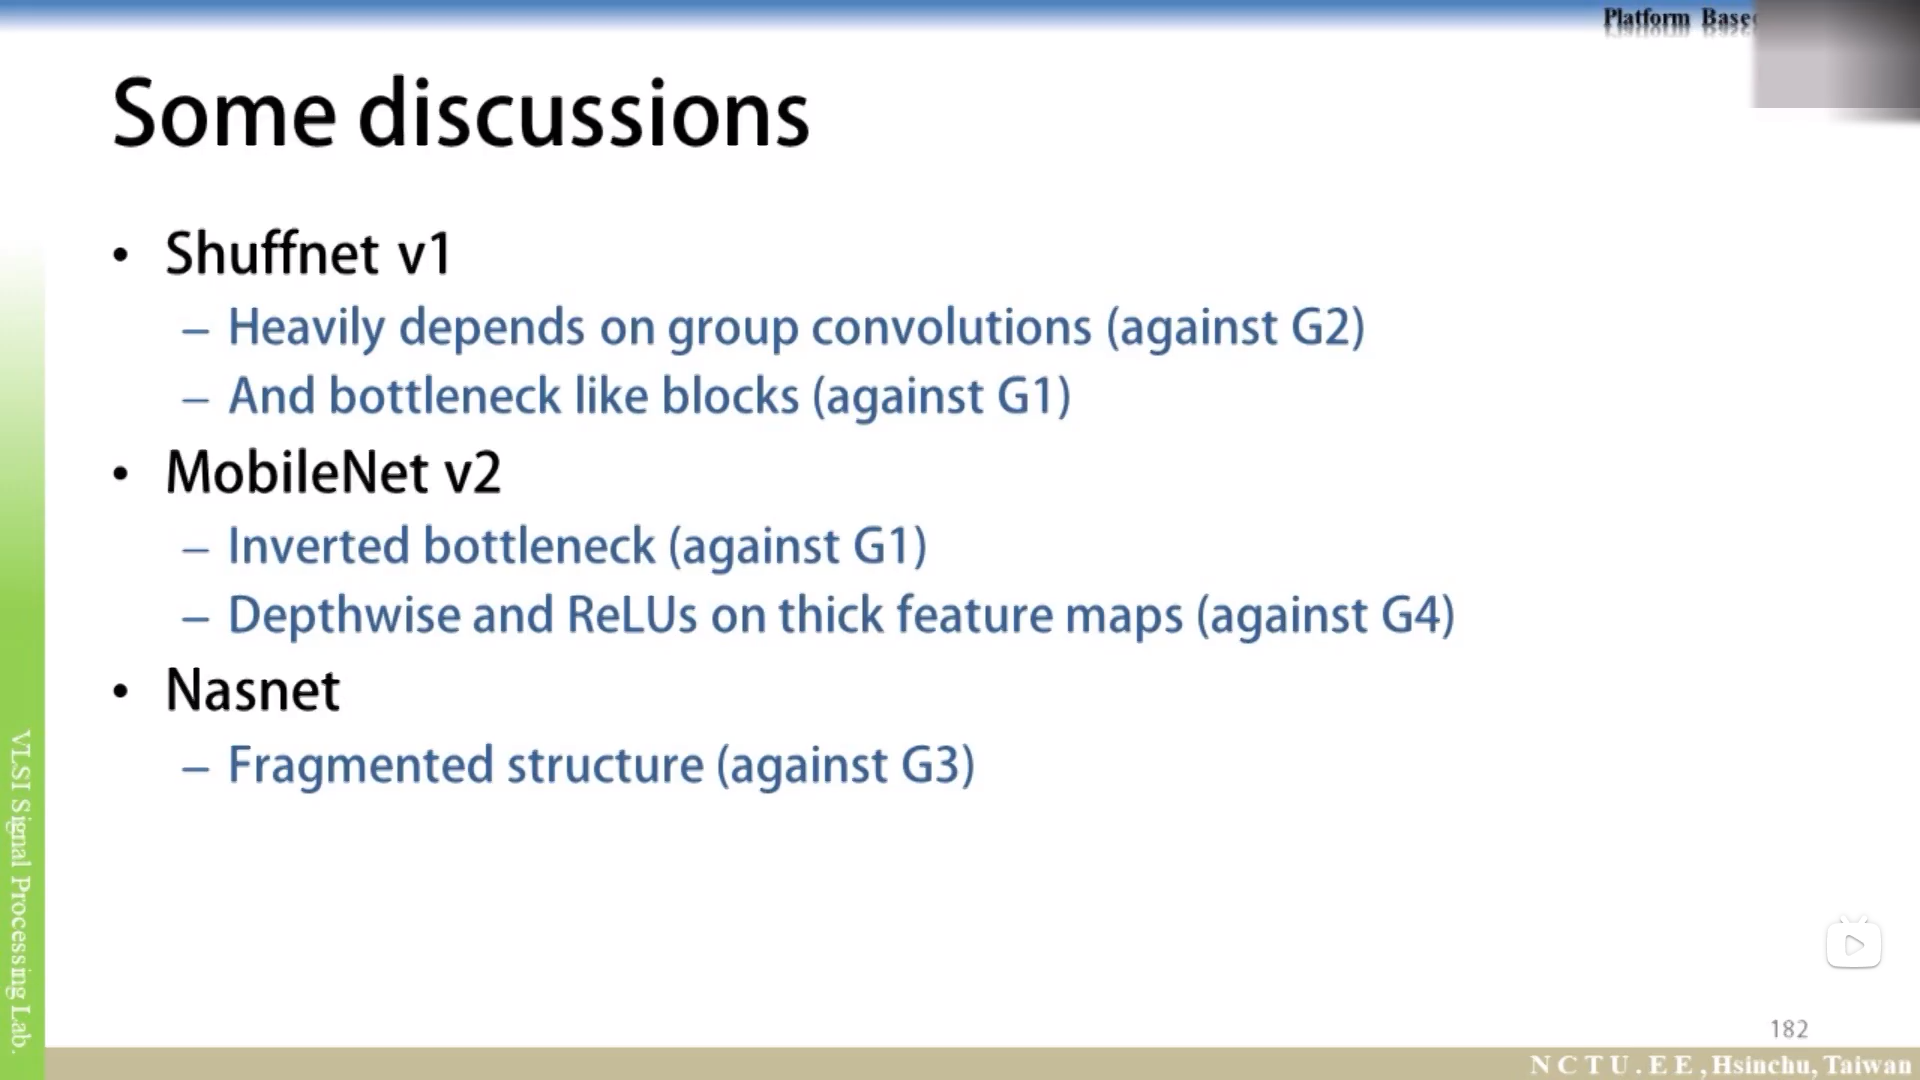 Platform Base
Some discussions
• Shuffnet v1
– Heavily depends on group convolutions (against G2)
– And bottleneck like blocks (against G1)
• MobileNet v2
– Inverted bottleneck (against G1)
– Depthwise and ReLUs on thick feature maps (against G4)
• Nasnet
– Fragmented structure (against G3)
VLSI Signal Processing Lab.
182
NCTU.EE, Hsinchu, Taiwan